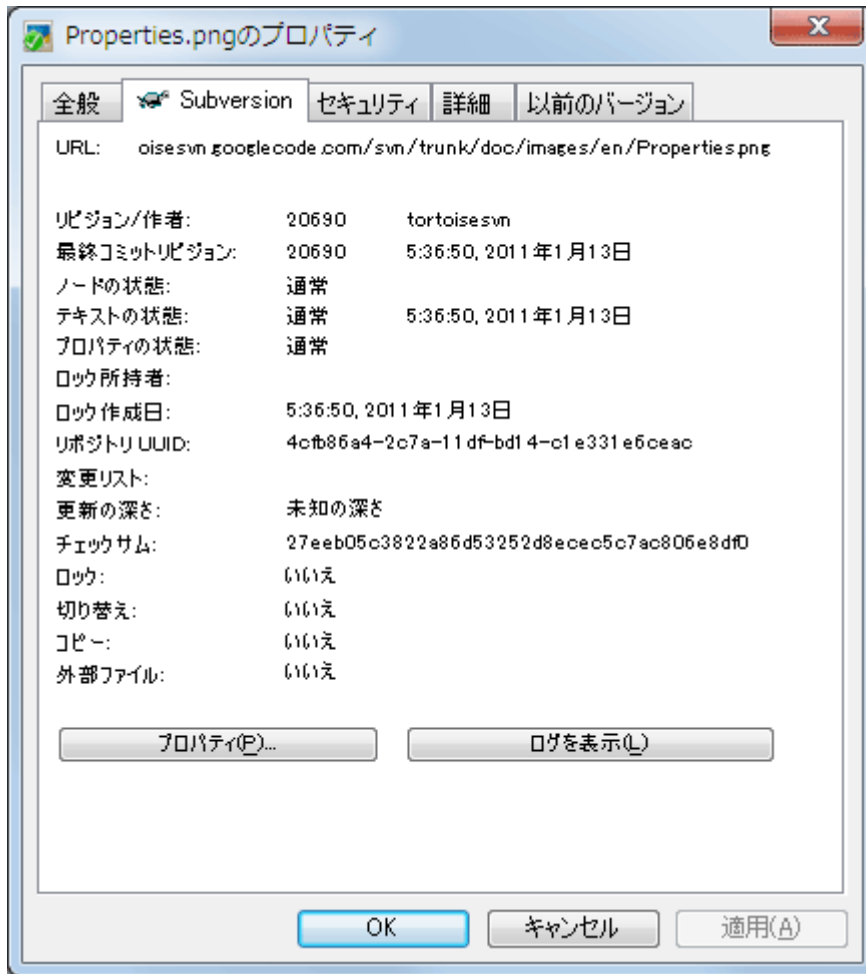 Properties.pngのプロパティ
全般 Subversion セキュリティ 詳細 以前のバージョン
URL: oisesvn.googlecode.com/svn/trunk/doc/images/en/Properties.png
リビジョン/作者: 20690 tortoisesvn
最終コミットリビジョン: 20690 5:36:50, 2011年1月13日
ノードの状態: 通常
テキストの状態: 通常 5:36:50, 2011年1月13日
プロパティの状態: 通常
ロック所持者:
ロック作成日: 5:36:50, 2011年1月13日
リポジトリ UUID: 4cfb86a4-2c7a-11df-bd14-c1e331e6ceac
変更リスト:
更新の深さ: 未知の深さ
チェックサム: 27eeb05c3822a86d53252d8ecec5c7ac806e8df0
ロック: いいえ
切り替え: いいえ
コピー: いいえ
外部ファイル: いいえ
プロパティ(P)... ログを表示(L)
OK キャンセル 適用(A)